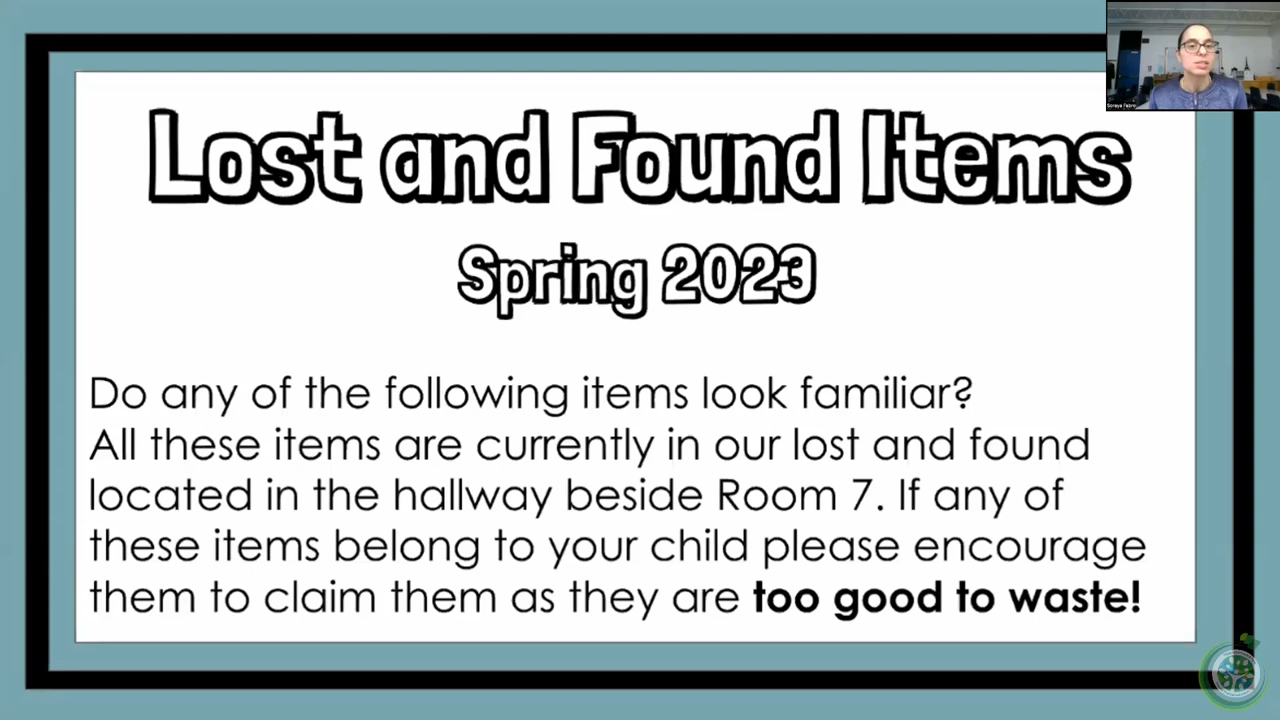 Lost and Found Items
Spring 2023
Do any of the following items look familiar?
All these items are currently in our lost and found
located in the hallway beside Room 7. If any of
these items belong to your child please encourage
them to claim them as they are too good to waste!
Soraya Fabro